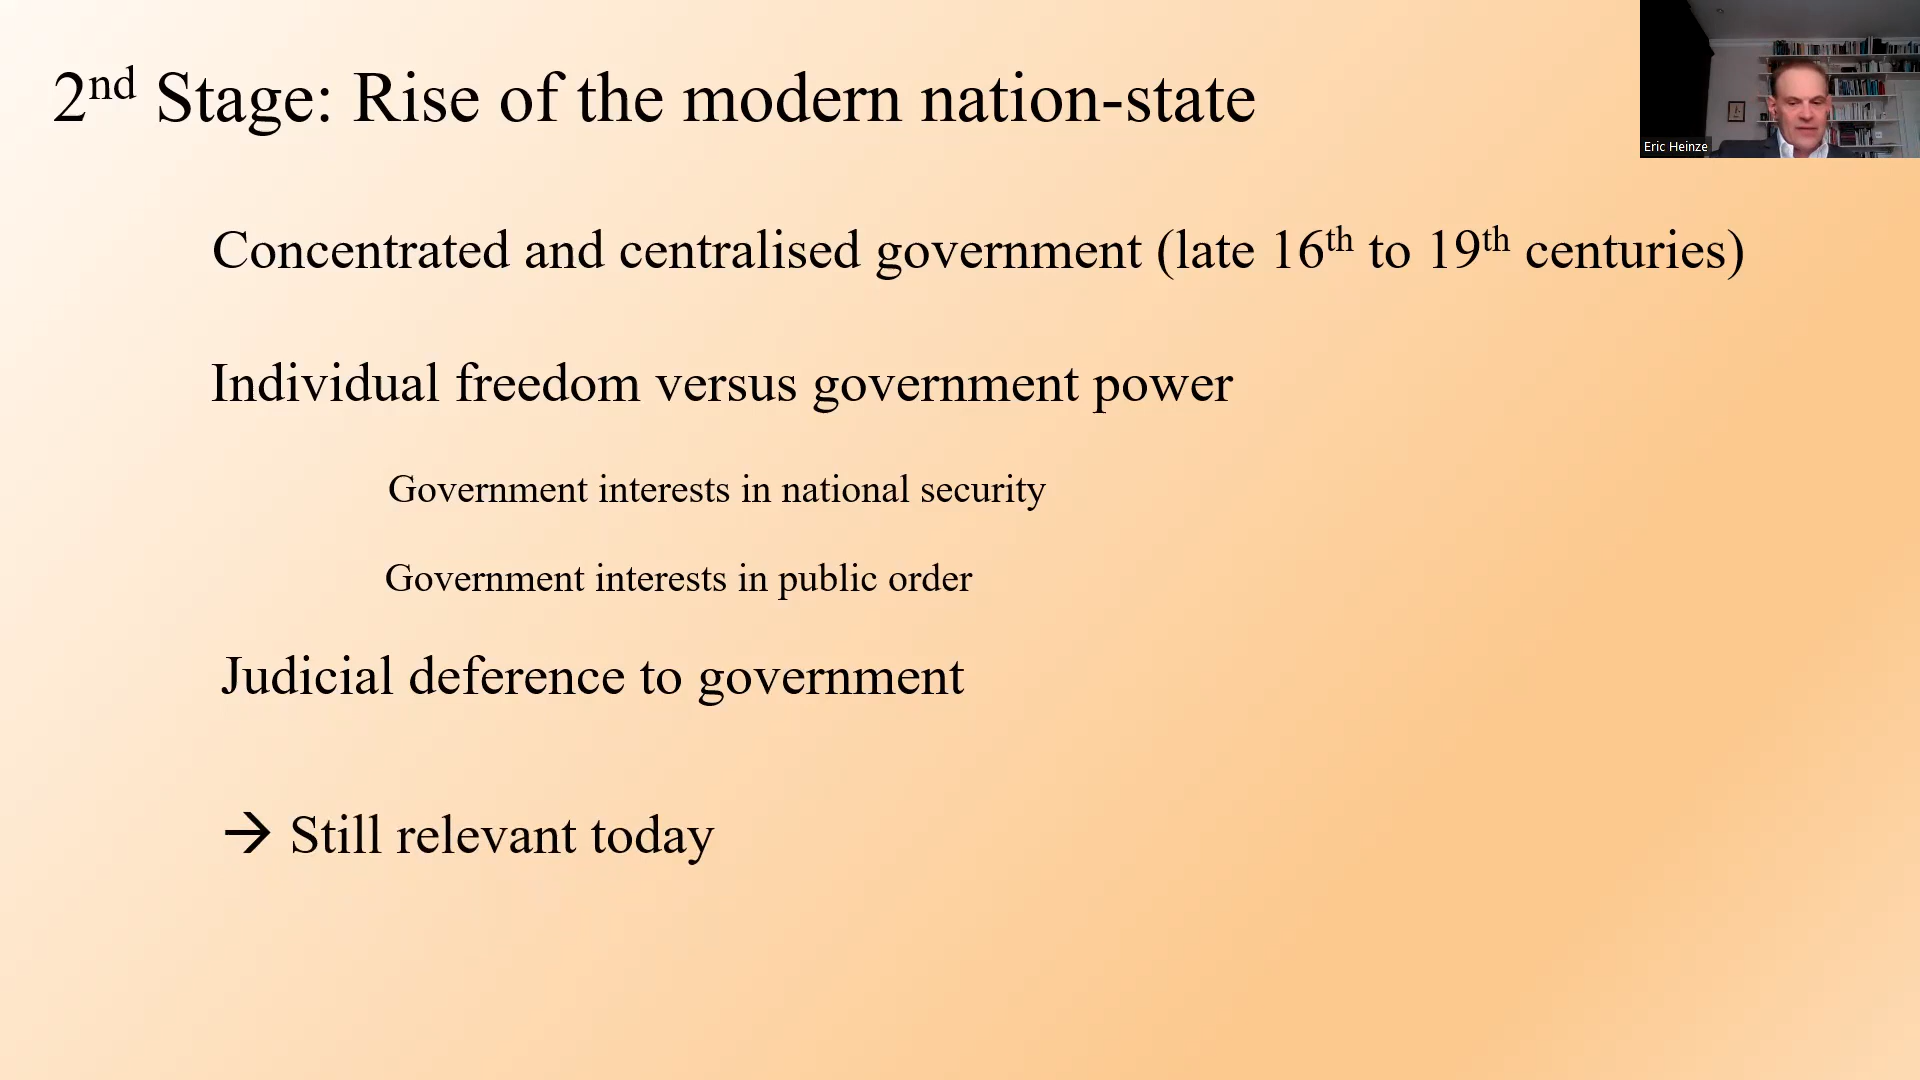 2nd Stage: Rise of the modern nation-state
Eric Heinze
Concentrated and centralised government (late 16th to 19th centuries)
Individual freedom versus government power
Government interests in national security
Government interests in public order
Judicial deference to government
→ Still relevant today